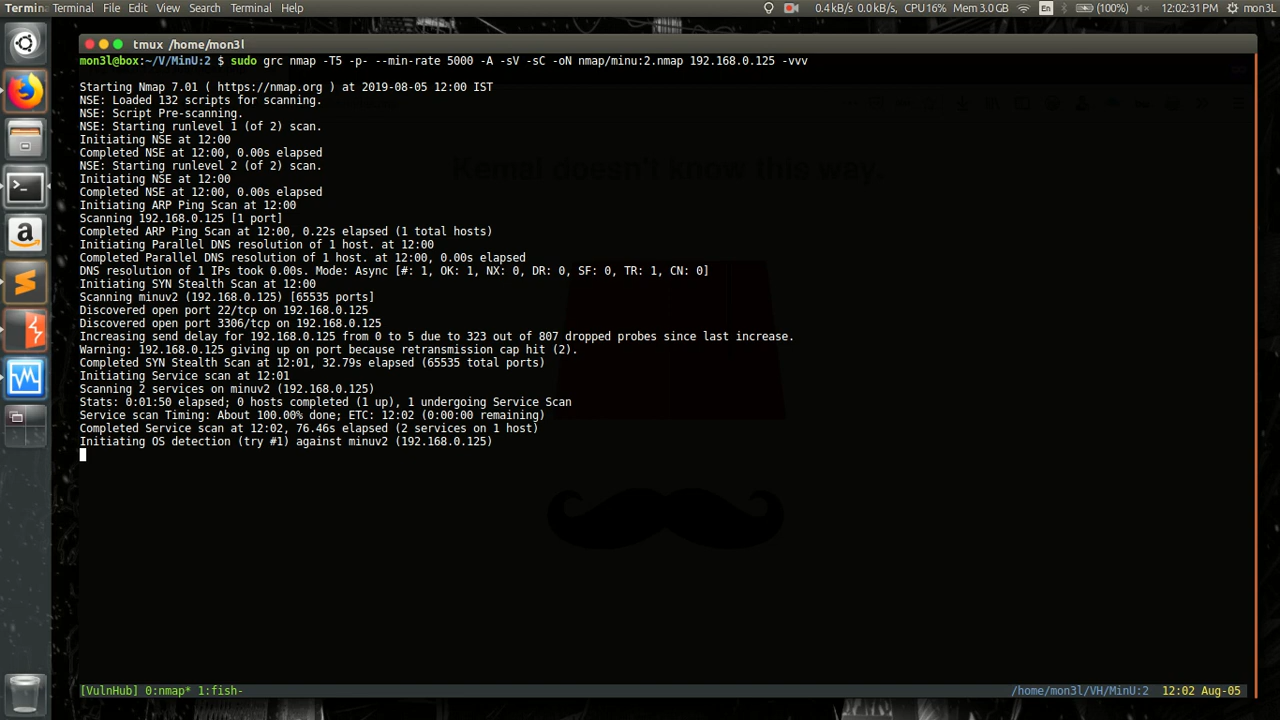 Termina Terminal File Edit View Search Terminal Help 0.4 kB/s 0.0 kB/s CPU 16% Mem 3.0 GB En (100%) 12:02:31 PM mon3l
tmux /home/mon3l
mon3l@box:~/V/MinU:2 $ sudo grc nmap -T5 -p- --min-rate 5000 -A -sV -sC -oN nmap/minu:2.nmap 192.168.0.125 -vvv
Starting Nmap 7.01 ( https://nmap.org ) at 2019-08-05 12:00 IST
NSE: Loaded 132 scripts for scanning.
NSE: Script Pre-scanning.
NSE: Starting runlevel 1 (of 2) scan.
Initiating NSE at 12:00
Completed NSE at 12:00, 0.00s elapsed
NSE: Starting runlevel 2 (of 2) scan.
Initiating NSE at 12:00
Completed NSE at 12:00, 0.00s elapsed
Initiating ARP Ping Scan at 12:00
Scanning 192.168.0.125 [1 port]
Completed ARP Ping Scan at 12:00, 0.22s elapsed (1 total hosts)
Initiating Parallel DNS resolution of 1 host. at 12:00
Completed Parallel DNS resolution of 1 host. at 12:00, 0.00s elapsed
DNS resolution of 1 IPs took 0.00s. Mode: Async [#: 1, OK: 1, NX: 0, DR: 0, SF: 0, TR: 1, CN: 0]
Initiating SYN Stealth Scan at 12:00
Scanning minuv2 (192.168.0.125) [65535 ports]
Discovered open port 22/tcp on 192.168.0.125
Discovered open port 3306/tcp on 192.168.0.125
Increasing send delay for 192.168.0.125 from 0 to 5 due to 323 out of 807 dropped probes since last increase.
Warning: 192.168.0.125 giving up on port because retransmission cap hit (2).
Completed SYN Stealth Scan at 12:01, 32.79s elapsed (65535 total ports)
Initiating Service scan at 12:01
Scanning 2 services on minuv2 (192.168.0.125)
Stats: 0:01:50 elapsed; 0 hosts completed (1 up), 1 undergoing Service Scan
Service scan Timing: About 100.00% done; ETC: 12:02 (0:00:00 remaining)
Completed Service scan at 12:02, 76.46s elapsed (2 services on 1 host)
Initiating OS detection (try #1) against minuv2 (192.168.0.125)
Kemal doesn't know this way.
[VulnHub] 0:nmap* 1:fish- /home/mon3l/VH/MinU:2 12:02 Aug-05